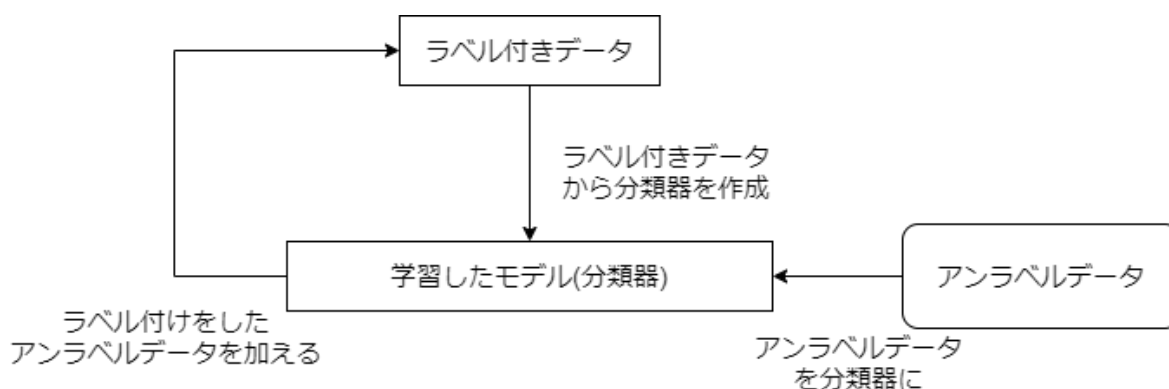 ラベル付きデータ
ラベル付きデータ
から分類器を作成
学習したモデル(分類器)
アンラベルデータ
ラベル付けをした
アンラベルデータを加える
アンラベルデータ
を分類器に